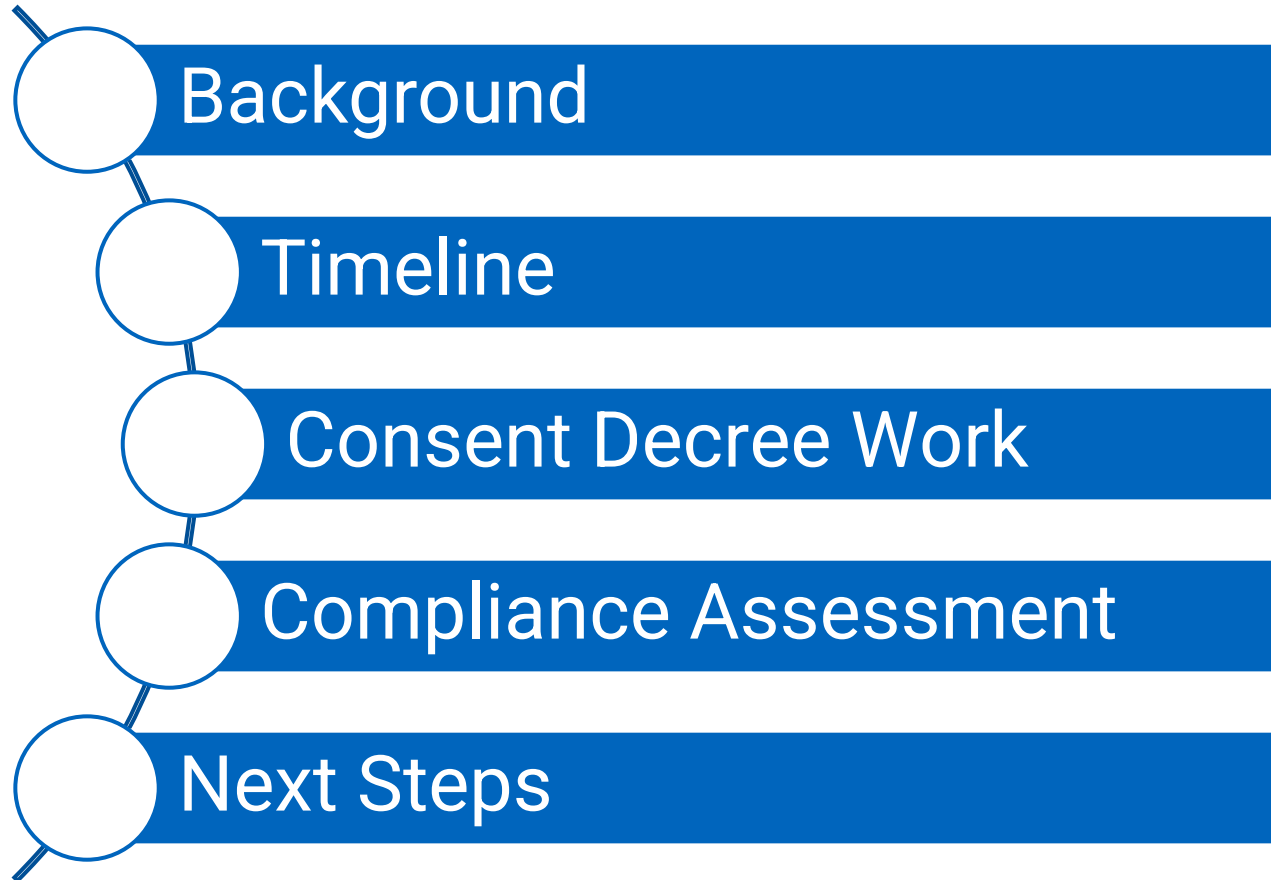 Background
Timeline
Consent Decree Work
Compliance Assessment
Next Steps